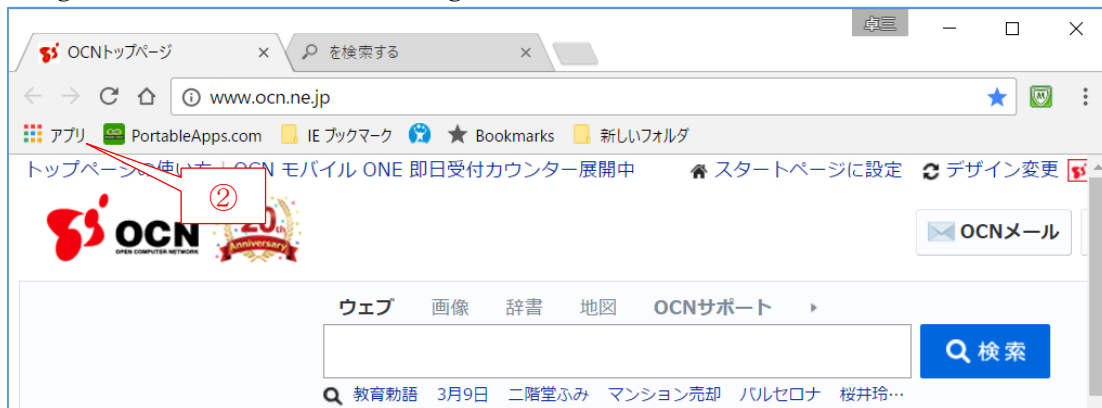 卓三
OCNトップページ を検索する
www.ocn.ne.jp
アプリ PortableApps.com IE ブックマーク Bookmarks 新しいフォルダ
トップページの使い方 OCN モバイル ONE 即日受付カウンター展開中 スタートページに設定 デザイン変更
②
OCN 20th Anniversary
OPEN COMPUTER NETWORK
OCNメール
ウェブ 画像 辞書 地図 OCNサポート
検索
教育勅語 3月9日 二階堂ふみ マンション売却 バルセロナ 桜井玲…